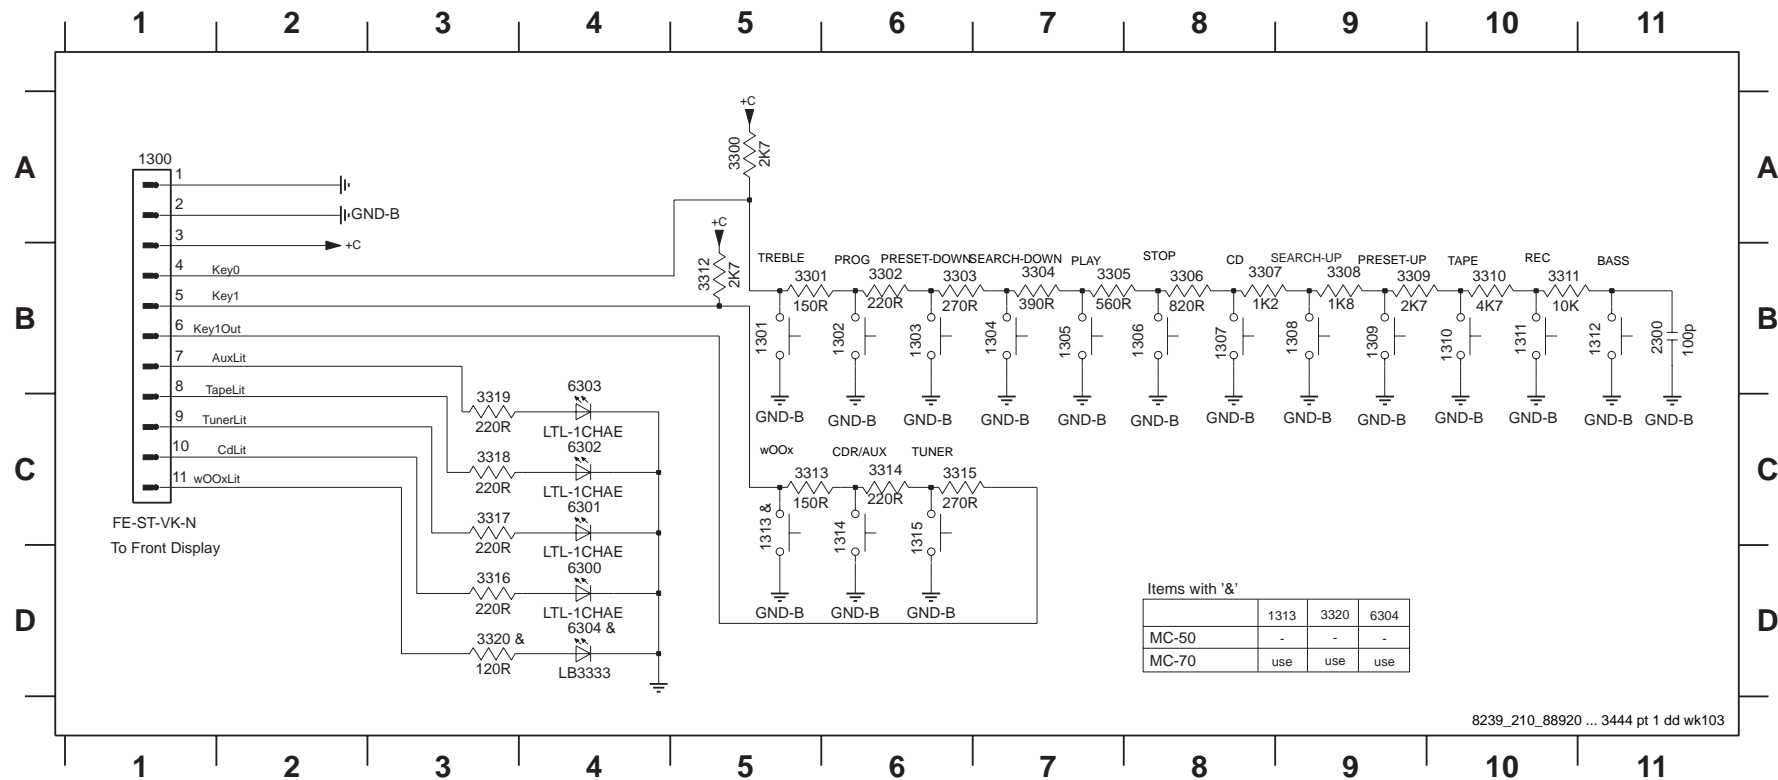 1 2 3 4 5 6 7 8 9 10 11
A A
B B
C C
D D
1300
1
2 GND-B
3 +C
4 Key0
5 Key1
6 Key1Out
7 AuxLit
8 TapeLit
9 TunerLit
10 CdLit
11 wOOxLit
FE-ST-VK-N
To Front Display
+C
3300
2K7
+C
3312
2K7
TREBLE PROG PRESET-DOWN SEARCH-DOWN PLAY STOP CD SEARCH-UP PRESET-UP TAPE REC BASS
3301 3302 3303 3304 3305 3306 3307 3308 3309 3310 3311
150R 220R 270R 390R 560R 820R 1K2 1K8 2K7 4K7 10K
1301 1302 1303 1304 1305 1306 1307 1308 1309 1310 1311 1312 2300 100p
GND-B GND-B GND-B GND-B GND-B GND-B GND-B GND-B GND-B GND-B GND-B GND-B GND-B
3319 6303
220R LTL-1CHAE
3318 6302
220R LTL-1CHAE
3317 6301
220R LTL-1CHAE
3316 6300
220R LTL-1CHAE
3320 & 6304 &
120R LB3333
wOOx CDR/AUX TUNER
3313 3314 3315
150R 220R 270R
1313 & 1314 1315
GND-B GND-B GND-B
Items with '&'
1313 3320 6304
MC-50 - - -
MC-70 use use use
8239_210_88920 ... 3444 pt 1 dd wk103
1 2 3 4 5 6 7 8 9 10 11